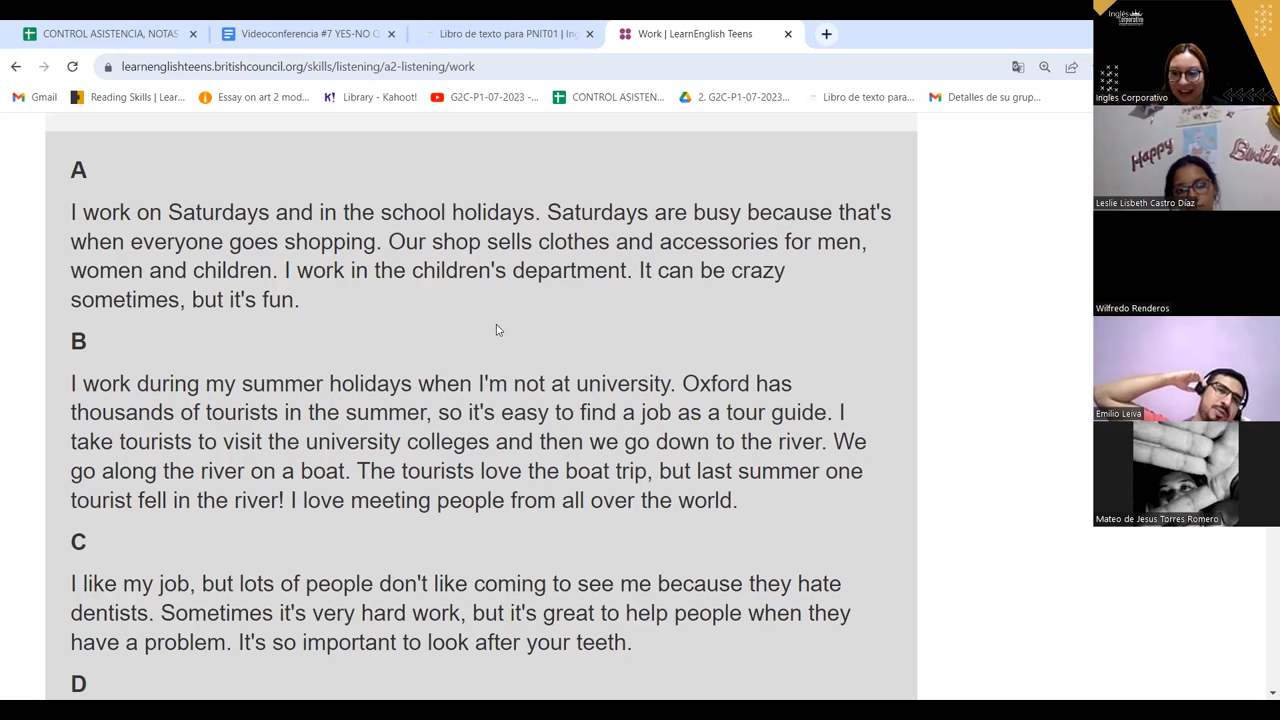 CONTROL ASISTENCIA, NOTAS
Videoconferencia #7 YES-NO Q
Libro de texto para PNIT01 | Ing
Work | LearnEnglish Teens
learnenglishteens.britishcouncil.org/skills/listening/a2-listening/work
Gmail
Reading Skills | Lear...
Essay on art 2 mod...
Library - Kahoot!
G2C-P1-07-2023 -...
CONTROL ASISTEN...
2. G2C-P1-07-2023...
Libro de texto para...
Detalles de su grup...
A
I work on Saturdays and in the school holidays. Saturdays are busy because that's
when everyone goes shopping. Our shop sells clothes and accessories for men,
women and children. I work in the children's department. It can be crazy
sometimes, but it's fun.
B
I work during my summer holidays when I'm not at university. Oxford has
thousands of tourists in the summer, so it's easy to find a job as a tour guide. I
take tourists to visit the university colleges and then we go down to the river. We
go along the river on a boat. The tourists love the boat trip, but last summer one
tourist fell in the river! I love meeting people from all over the world.
C
I like my job, but lots of people don't like coming to see me because they hate
dentists. Sometimes it's very hard work, but it's great to help people when they
have a problem. It's so important to look after your teeth.
D
Inglés
Corporativo
Inglés Corporativo
Happy
Birth
Leslie Lisbeth Castro Díaz
Wilfredo Renderos
Emilio Leiva
Mateo de Jesus Torres Romero